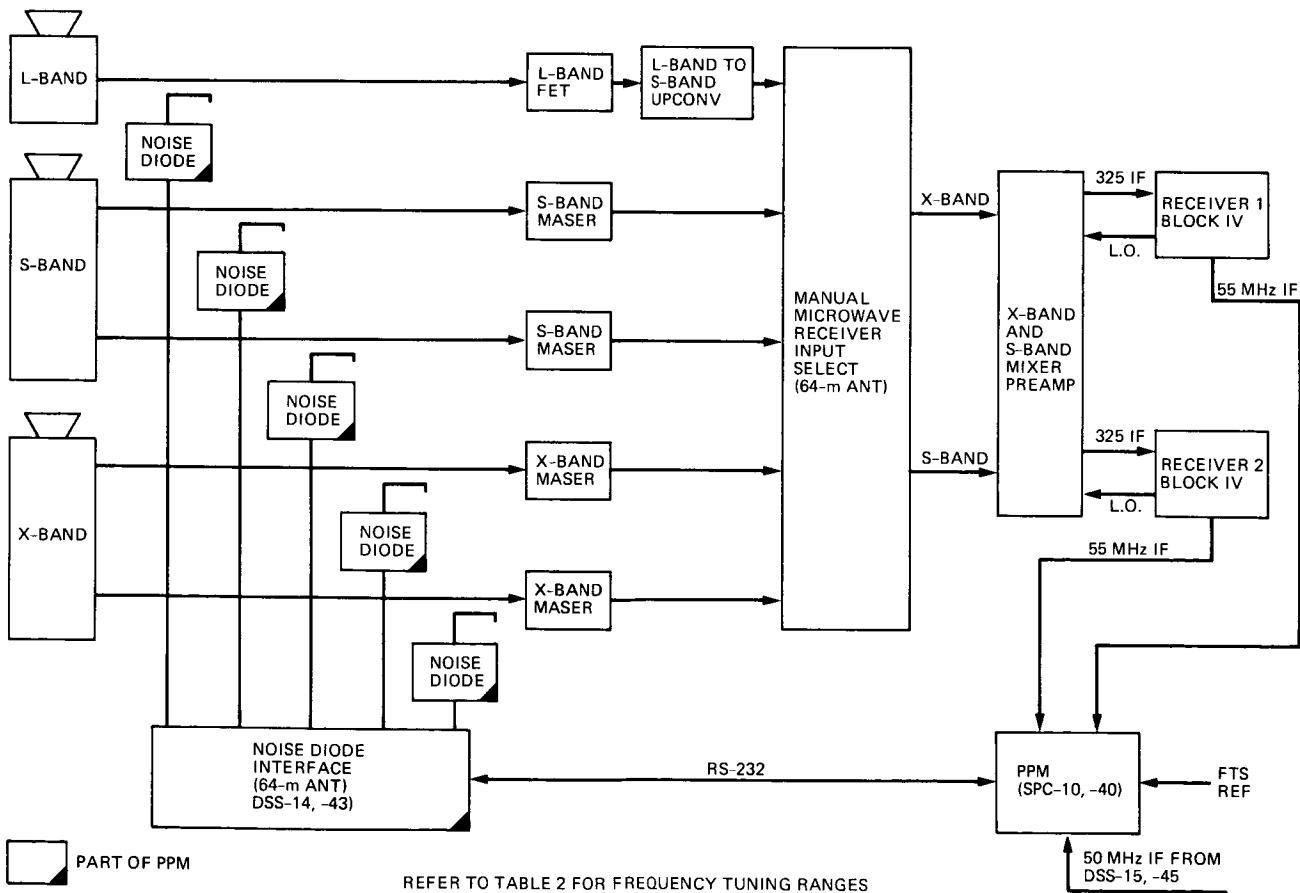 L-BAND
L-BAND
FET
L-BAND TO
S-BAND
UPCONV
NOISE
DIODE
S-BAND
S-BAND
MASER
NOISE
DIODE
S-BAND
MASER
NOISE
DIODE
X-BAND
X-BAND
MASER
NOISE
DIODE
X-BAND
MASER
NOISE
DIODE
MANUAL
MICROWAVE
RECEIVER
INPUT
SELECT
(64-m ANT)
X-BAND
S-BAND
X-BAND
AND
S-BAND
MIXER
PREAMP
325 IF
L.O.
RECEIVER 1
BLOCK IV
55 MHz IF
325 IF
L.O.
RECEIVER 2
BLOCK IV
55 MHz IF
NOISE DIODE
INTERFACE
(64-m ANT)
DSS-14, -43)
RS-232
PPM
(SPC-10, -40)
FTS
REF
50 MHz IF FROM
DSS-15, -45
PART OF PPM
REFER TO TABLE 2 FOR FREQUENCY TUNING RANGES